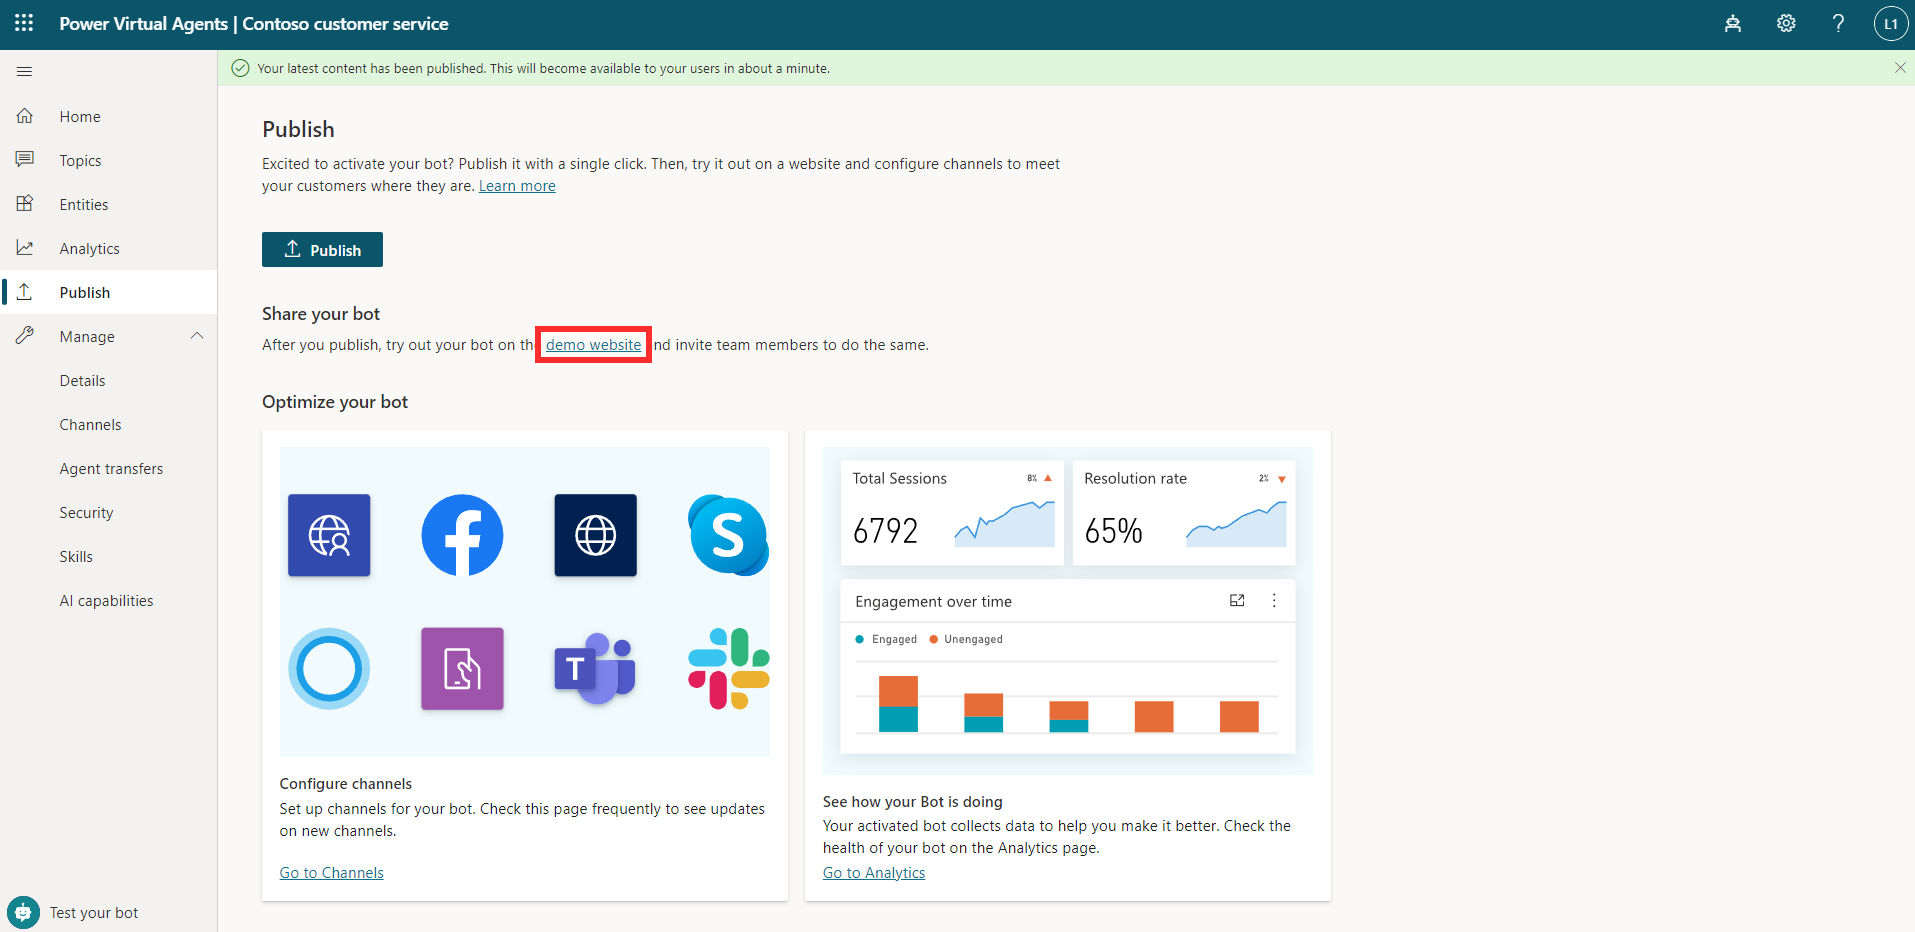 Power Virtual Agents | Contoso customer service
L1
Your latest content has been published. This will become available to your users in about a minute.
Home
Topics
Entities
Analytics
Publish
Manage
Details
Channels
Agent transfers
Security
Skills
AI capabilities
Test your bot
Publish
Excited to activate your bot? Publish it with a single click. Then, try it out on a website and configure channels to meet
your customers where they are. Learn more
Publish
Share your bot
After you publish, try out your bot on th demo website nd invite team members to do the same.
Optimize your bot
S
T
Configure channels
Set up channels for your bot. Check this page frequently to see updates
on new channels.
Go to Channels
Total Sessions 8%
6792
Resolution rate 2%
65%
Engagement over time
Engaged Unengaged
See how your Bot is doing
Your activated bot collects data to help you make it better. Check the
health of your bot on the Analytics page.
Go to Analytics